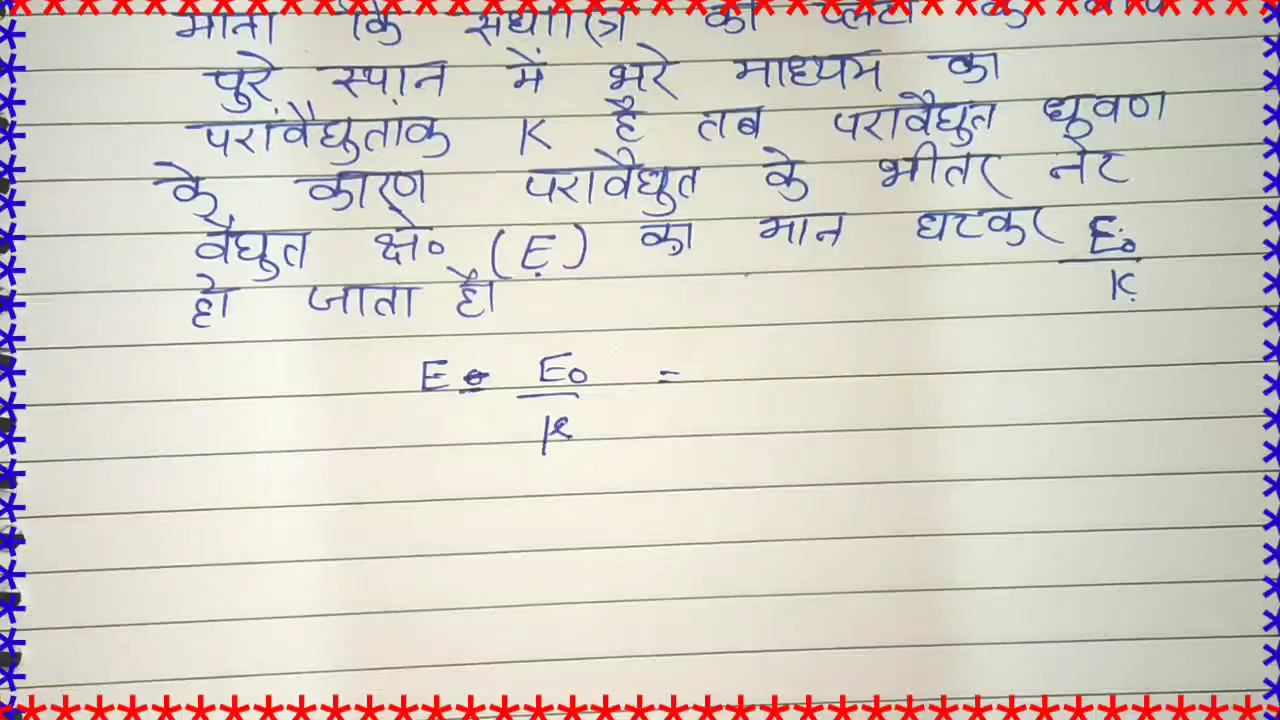 माना कि संधारित्र की प्लेटो के
पुरे स्थान में भरे माध्यम का
परावैद्युतांक K है तब परावैद्युत ध्रुवण
के कारण परावैद्युत के भीतर नेट
वैद्युत क्षे० (E) का मान घटकर E₀/K
हो जाता है।
E = E₀/K =